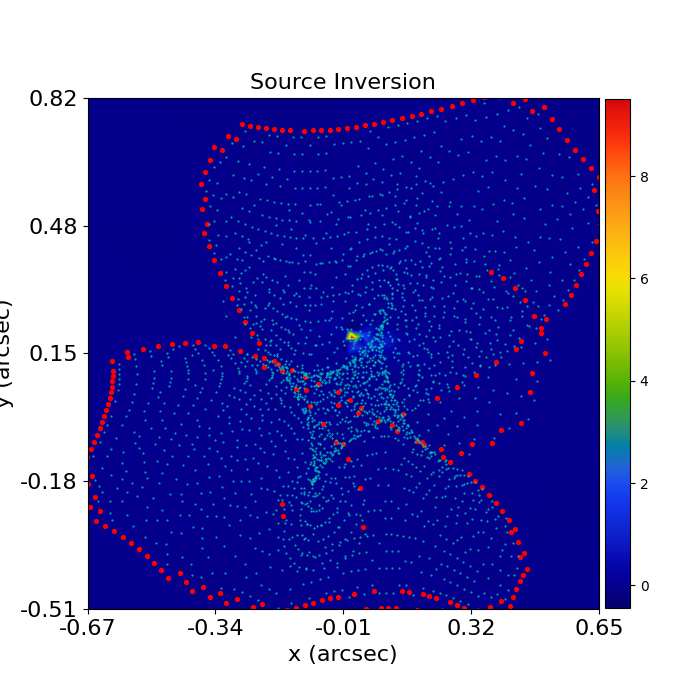 Source Inversion
0.82
0.48
0.15
-0.18
-0.51
y (arcsec)
-0.67 -0.34 -0.01 0.32 0.65
x (arcsec)
8
6
4
2
0